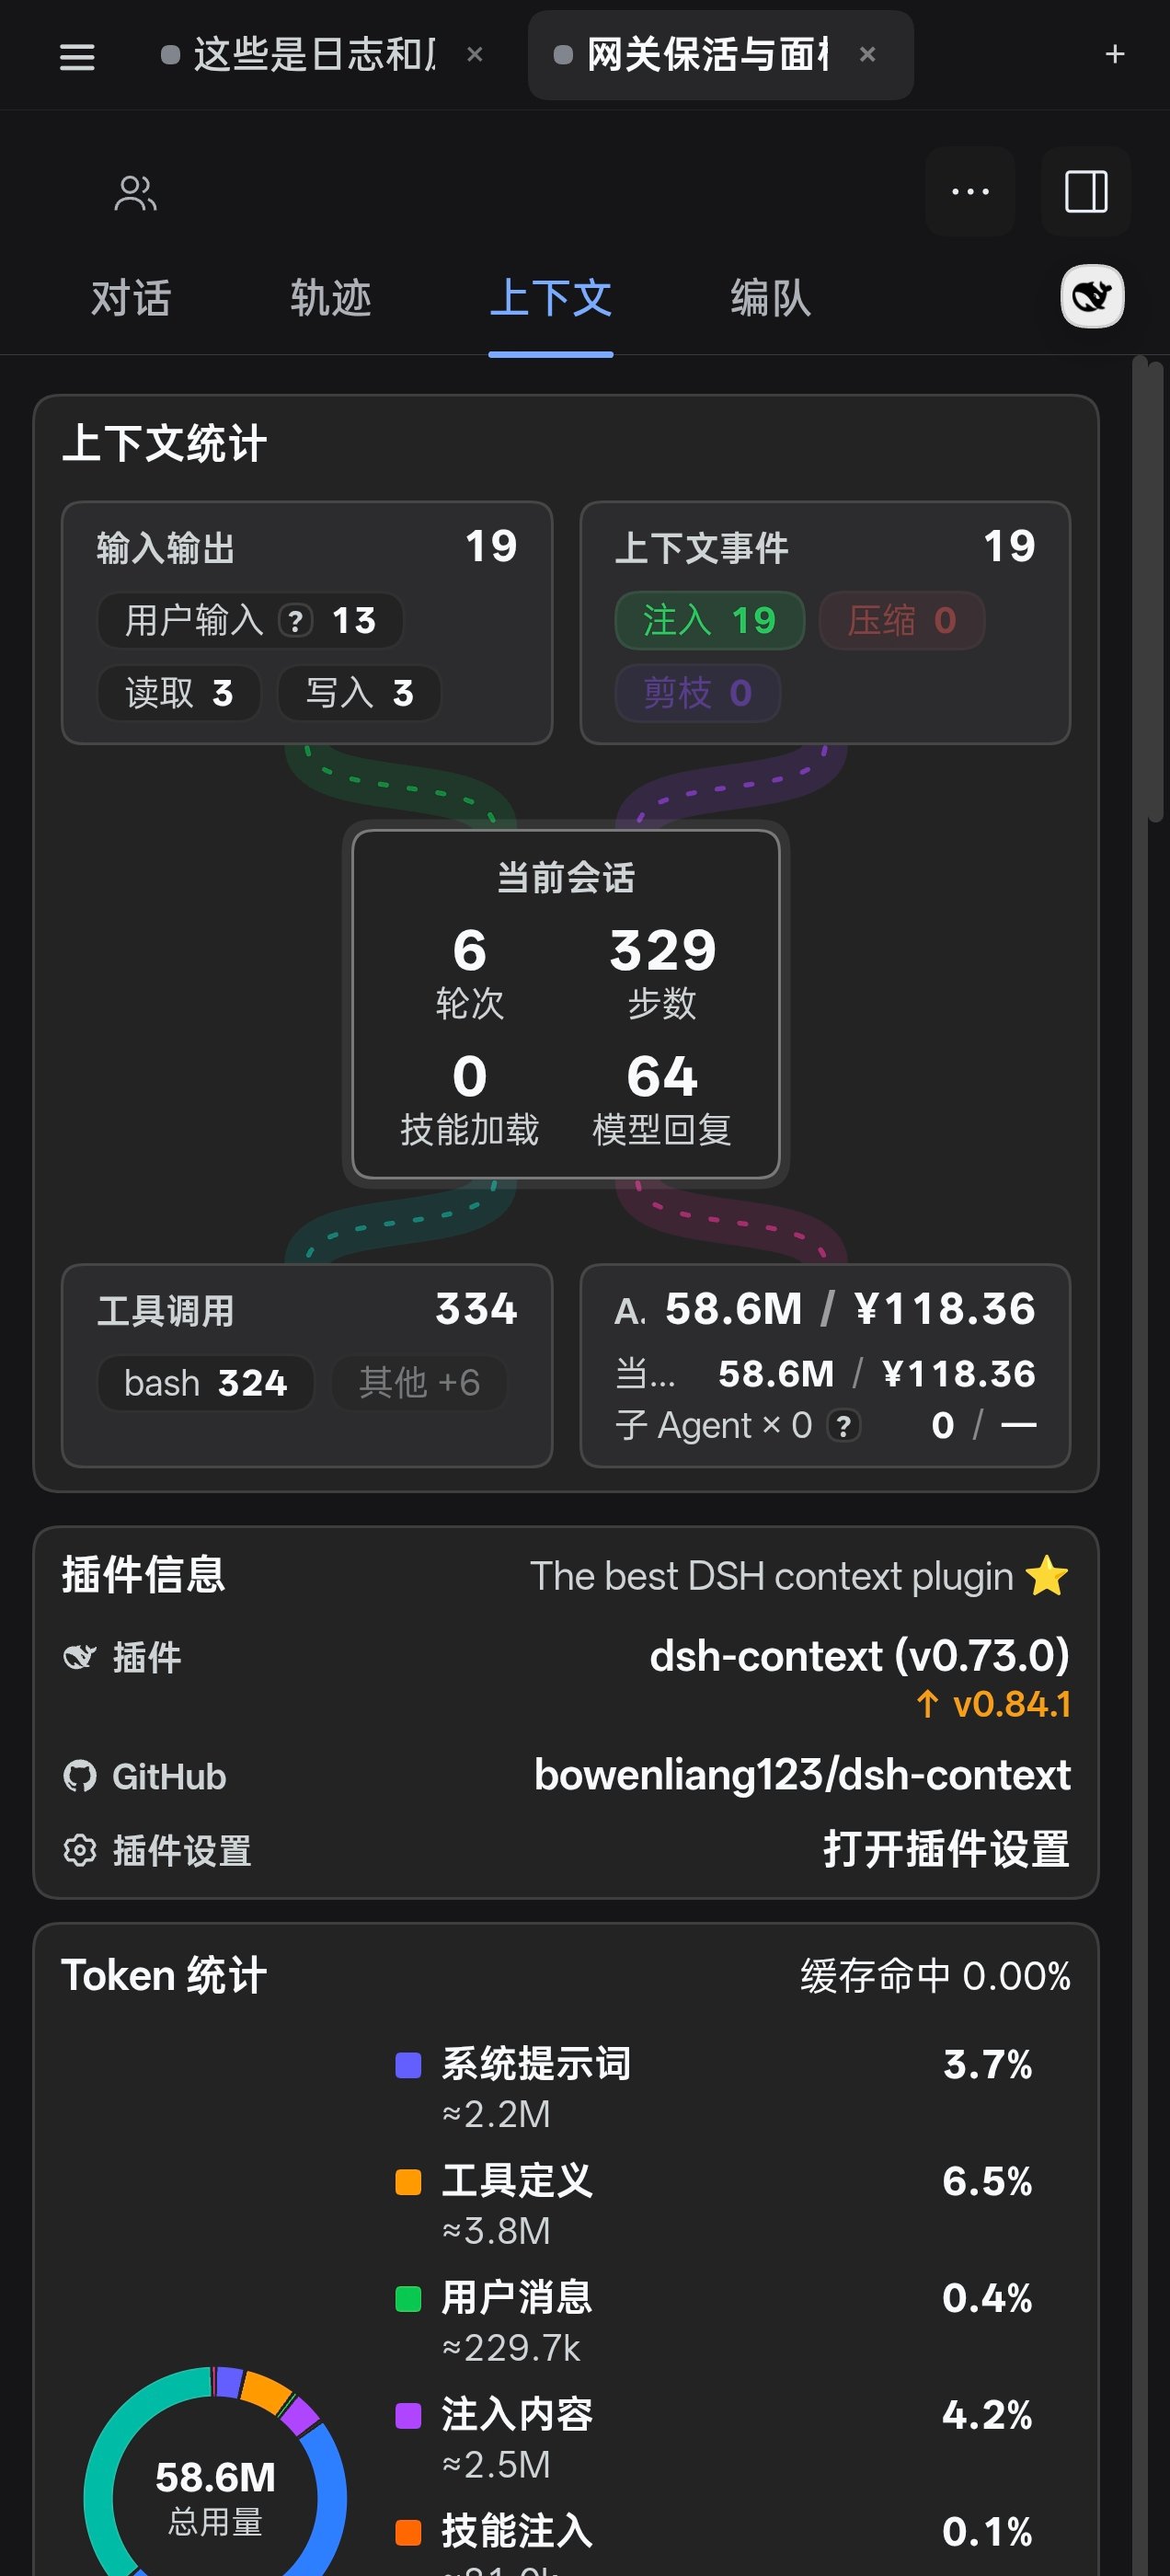 这些是日志和 ×
网关保活与面 ×
+
对话 轨迹 上下文 编队
上下文统计
输入输出 19
用户输入 ? 13
读取 3 写入 3
上下文事件 19
注入 19 压缩 0
剪枝 0
当前会话
6 329
轮次 步数
0 64
技能加载 模型回复
工具调用 334
bash 324 其他 +6
A. 58.6M / ¥118.36
当... 58.6M / ¥118.36
子 Agent × 0 ? 0 / —
插件信息 The best DSH context plugin ⭐
插件 dsh-context (v0.73.0)
↑ v0.84.1
GitHub bowenliang123/dsh-context
插件设置 打开插件设置
Token 统计 缓存命中 0.00%
系统提示词 3.7%
≈2.2M
工具定义 6.5%
≈3.8M
用户消息 0.4%
≈229.7k
注入内容 4.2%
≈2.5M
技能注入 0.1%
58.6M
总用量